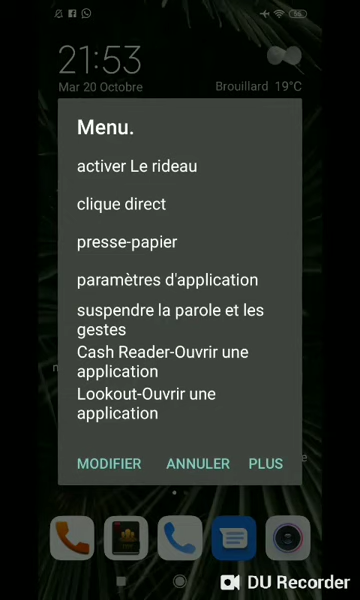 21:53
Mar 20 Octobre
Brouillard 19°C
Menu.
activer Le rideau
clique direct
presse-papier
paramètres d'application
suspendre la parole et les
gestes
Cash Reader-Ouvrir une
application
Lookout-Ouvrir une
application
MODIFIER ANNULER PLUS
DU Recorder